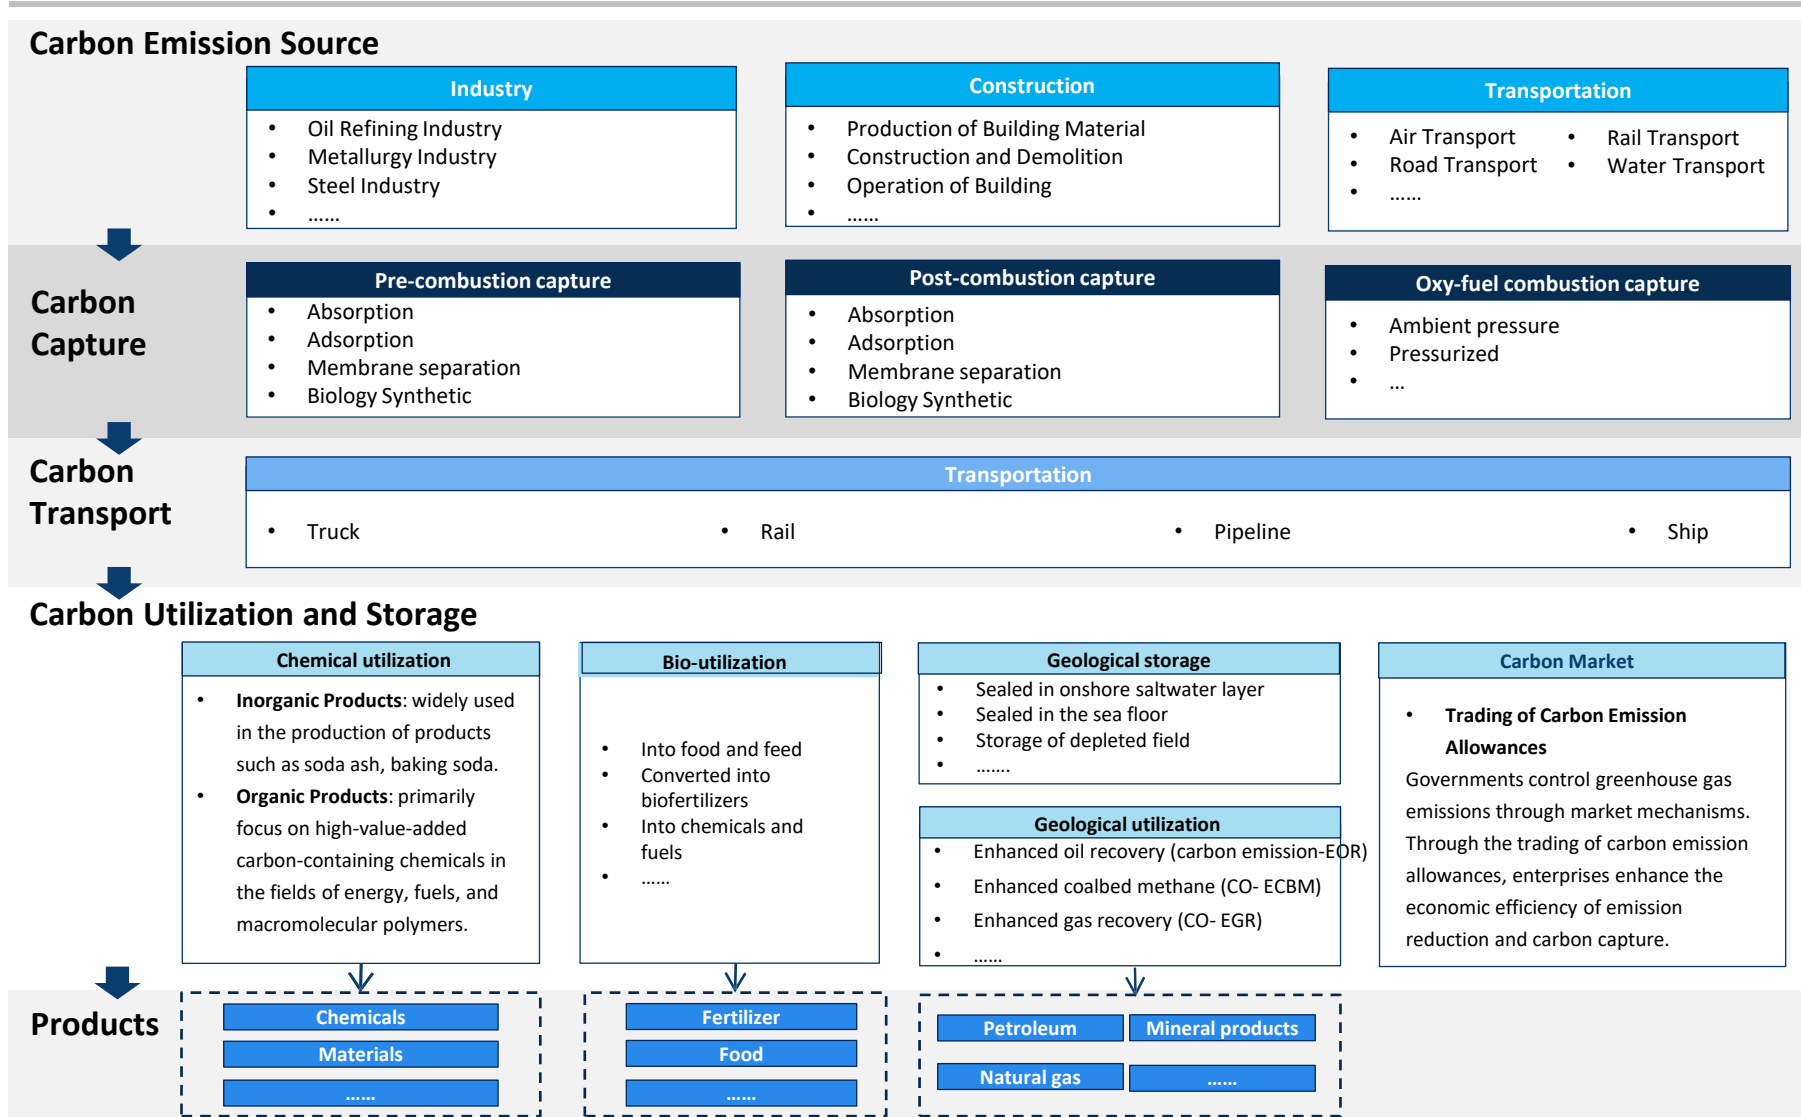 Carbon Emission Source
Industry
• Oil Refining Industry
• Metallurgy Industry
• Steel Industry
• ......
Construction
• Production of Building Material
• Construction and Demolition
• Operation of Building
• ......
Transportation
• Air Transport
• Road Transport
• ......
• Rail Transport
• Water Transport
Carbon
Capture
Pre-combustion capture
• Absorption
• Adsorption
• Membrane separation
• Biology Synthetic
Post-combustion capture
• Absorption
• Adsorption
• Membrane separation
• Biology Synthetic
Oxy-fuel combustion capture
• Ambient pressure
• Pressurized
• ...
Carbon
Transport
Transportation
• Truck
• Rail
• Pipeline
• Ship
Carbon Utilization and Storage
Chemical utilization
• Inorganic Products: widely used
in the production of products
such as soda ash, baking soda.
• Organic Products: primarily
focus on high-value-added
carbon-containing chemicals in
the fields of energy, fuels, and
macromolecular polymers.
Bio-utilization
• Into food and feed
• Converted into
biofertilizers
• Into chemicals and
fuels
• ......
Geological storage
• Sealed in onshore saltwater layer
• Sealed in the sea floor
• Storage of depleted field
• .......
Geological utilization
• Enhanced oil recovery (carbon emission-EOR)
• Enhanced coalbed methane (CO- ECBM)
• Enhanced gas recovery (CO- EGR)
• ......
Carbon Market
• Trading of Carbon Emission
Allowances
Governments control greenhouse gas
emissions through market mechanisms.
Through the trading of carbon emission
allowances, enterprises enhance the
economic efficiency of emission
reduction and carbon capture.
Products
Chemicals
Materials
......
Fertilizer
Food
......
Petroleum
Mineral products
Natural gas
......